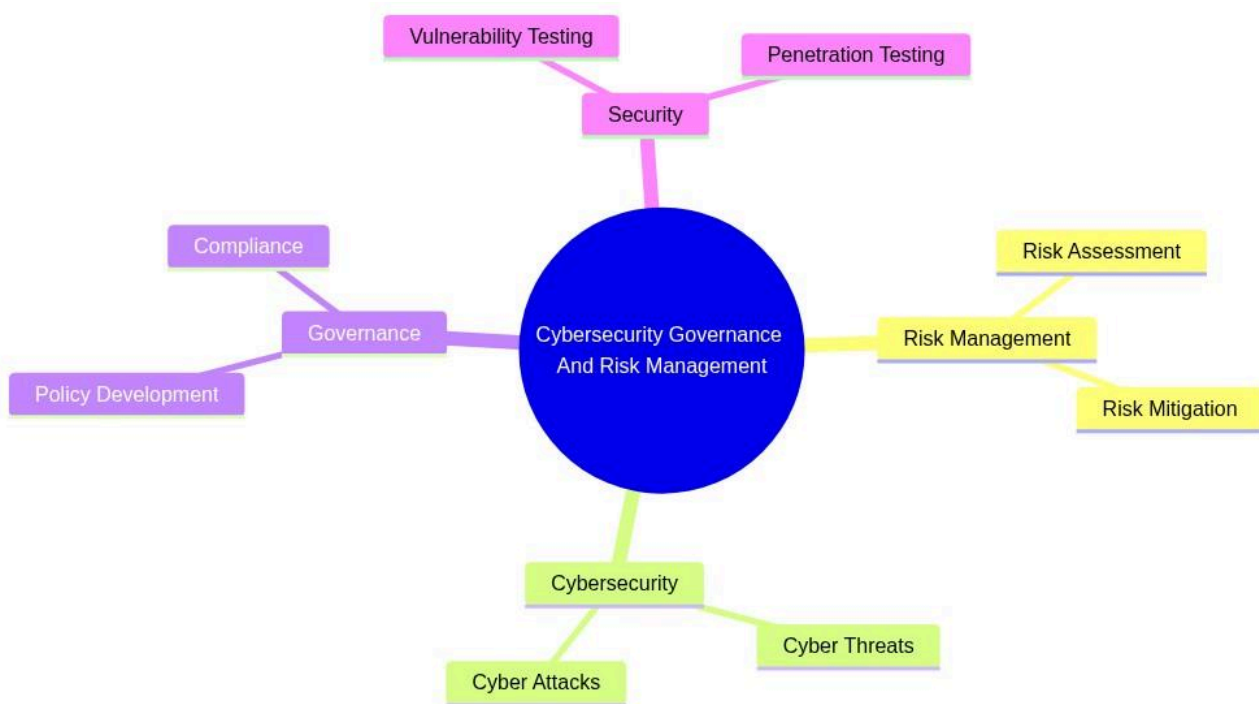 Vulnerability Testing
Penetration Testing
Security
Compliance
Risk Assessment
Governance
Cybersecurity Governance
And Risk Management
Risk Management
Policy Development
Risk Mitigation
Cybersecurity
Cyber Threats
Cyber Attacks